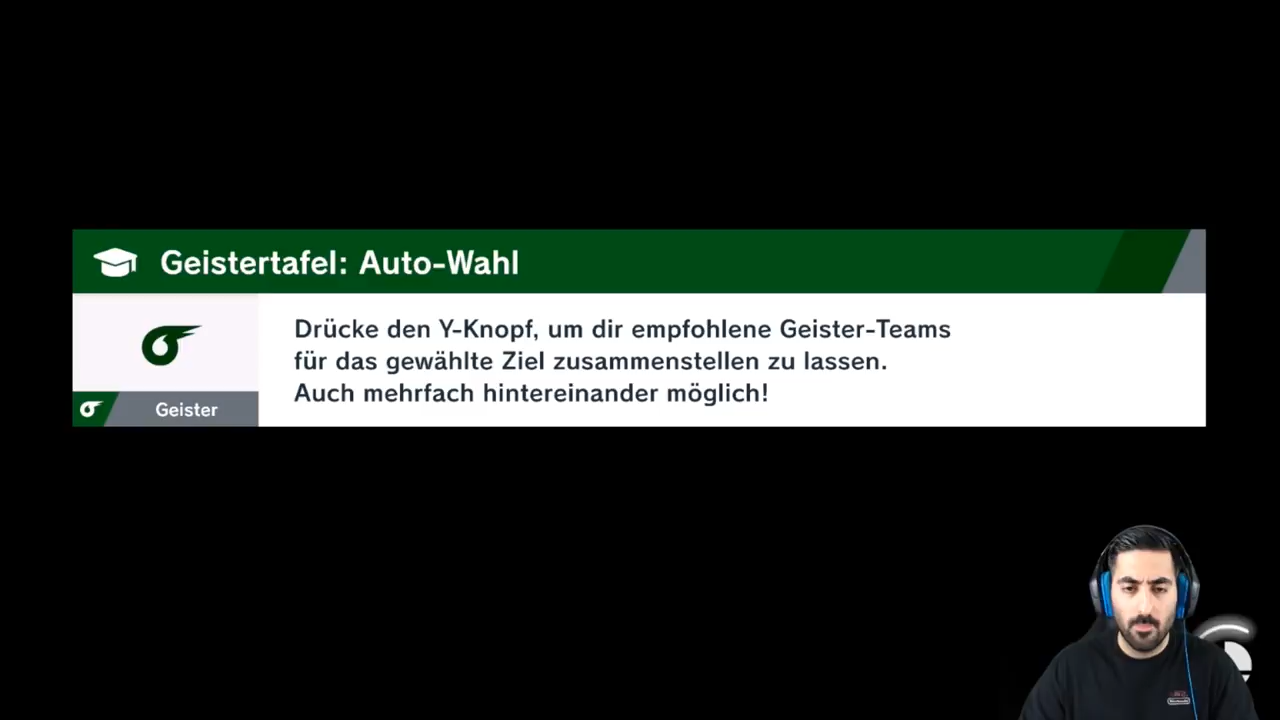 Geistertafel: Auto-Wahl
Drücke den Y-Knopf, um dir empfohlene Geister-Teams
für das gewählte Ziel zusammenstellen zu lassen.
Auch mehrfach hintereinander möglich!
Geister